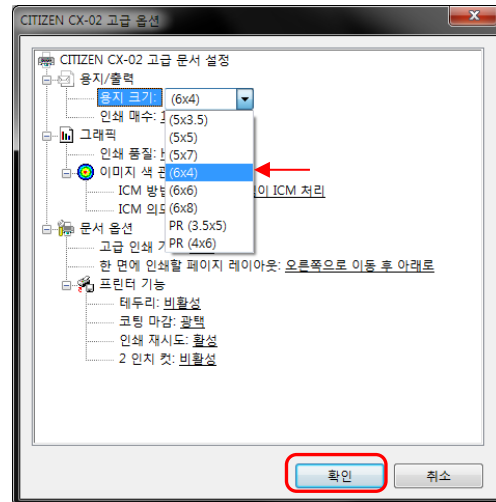 CITIZEN CX-02 고급 옵션
CITIZEN CX-02 고급 문서 설정
용지/출력
용지 크기: (6x4)
인쇄 매수:
(5x3.5)
(5x5)
그래픽
인쇄 품질:
(5x7)
이미지 색 관
(6x4)
ICM 방법
(6x6)
이 ICM 처리
ICM 의도
(6x8)
문서 옵션
PR (3.5x5)
고급 인쇄 기
PR (4x6)
한 면에 인쇄할 페이지 레이아웃: 오른쪽으로 이동 후 아래로
프린터 기능
테두리: 비활성
코팅 마감: 광택
인쇄 재시도: 활성
2 인치 컷: 비활성
확인
취소